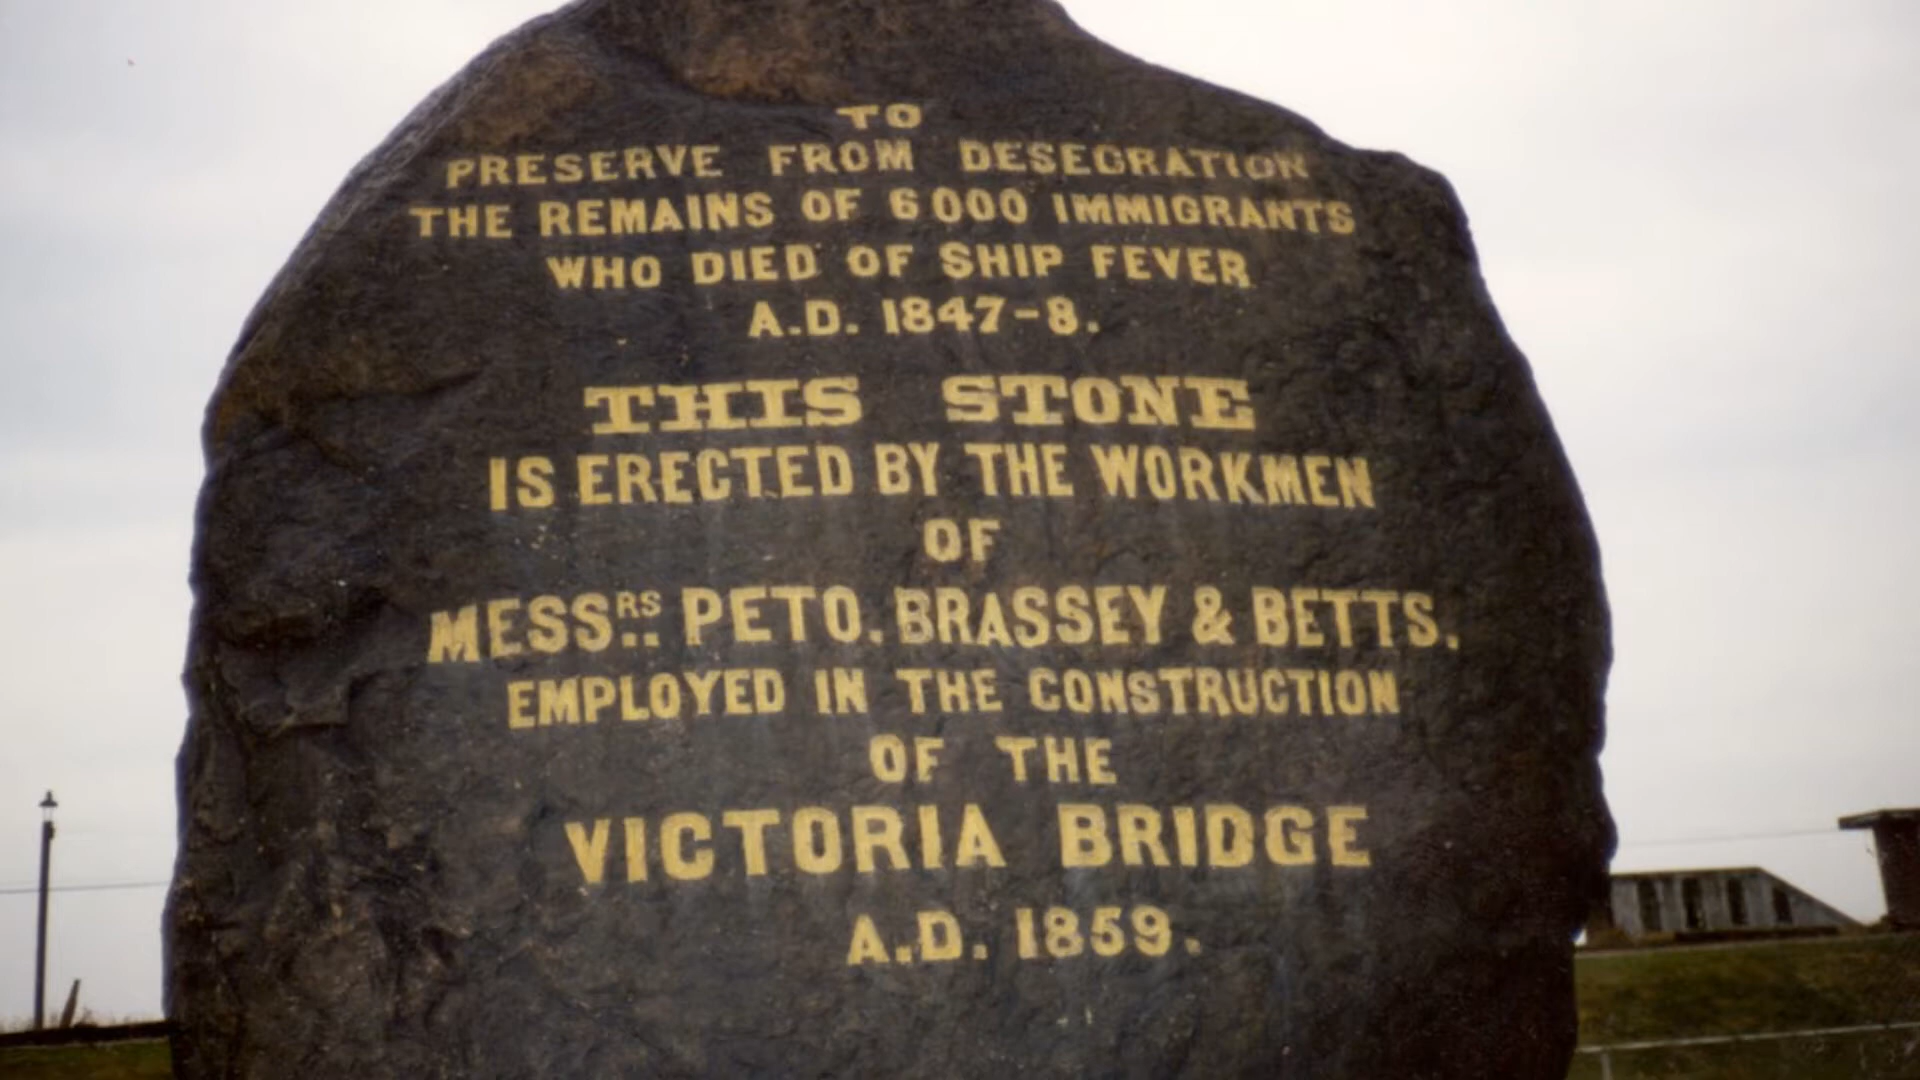 TO
PRESERVE FROM DESECRATION
THE REMAINS OF 6000 IMMIGRANTS
WHO DIED OF SHIP FEVER
A.D. 1847-8.
THIS STONE
IS ERECTED BY THE WORKMEN
OF
MESSRS PETO. BRASSEY & BETTS.
EMPLOYED IN THE CONSTRUCTION
OF THE
VICTORIA BRIDGE
A.D. 1859.